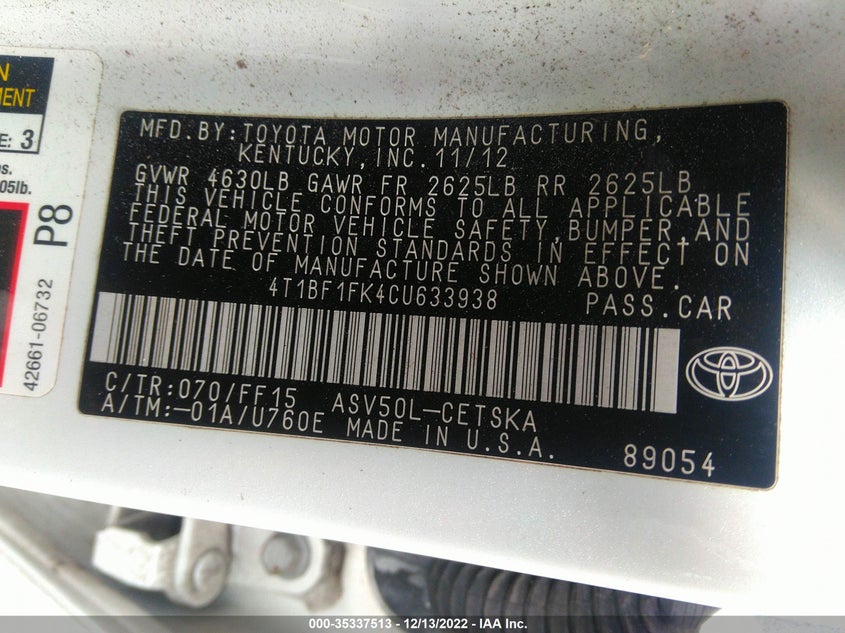 N
MENT
E: 3
s.
05lb.
P8
42661-06732
MFD.BY:TOYOTA MOTOR MANUFACTURING,
KENTUCKY,INC.11/12
GVWR 4630LB GAWR FR 2625LB RR 2625LB
THIS VEHICLE CONFORMS TO ALL APPLICABLE
FEDERAL MOTOR VEHICLE SAFETY,BUMPER,AND
THEFT PREVENTION STANDARDS IN EFFECT ON
THE DATE OF MANUFACTURE SHOWN ABOVE.
4T1BF1FK4CU633938 PASS.CAR
C/TR:070/FF15 ASV50L-CETSKA
A/TM:-01A/U760E MADE IN U.S.A.
89054
000-35337513 - 12/13/2022 - IAA Inc.